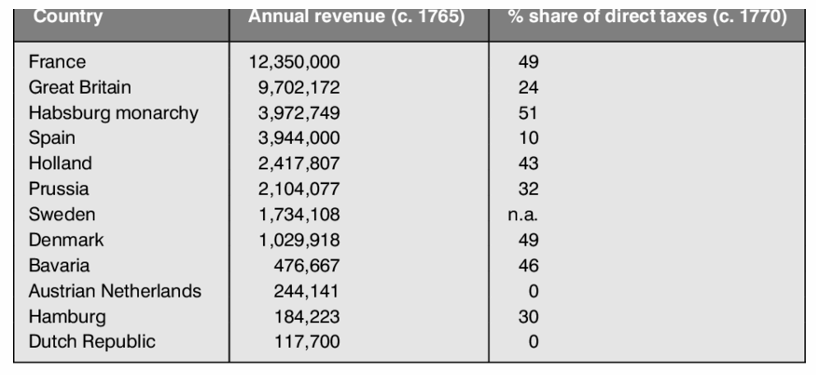 Country Annual revenue (c. 1765) % share of direct taxes (c. 1770)
France 12,350,000 49
Great Britain 9,702,172 24
Habsburg monarchy 3,972,749 51
Spain 3,944,000 10
Holland 2,417,807 43
Prussia 2,104,077 32
Sweden 1,734,108 n.a.
Denmark 1,029,918 49
Bavaria 476,667 46
Austrian Netherlands 244,141 0
Hamburg 184,223 30
Dutch Republic 117,700 0